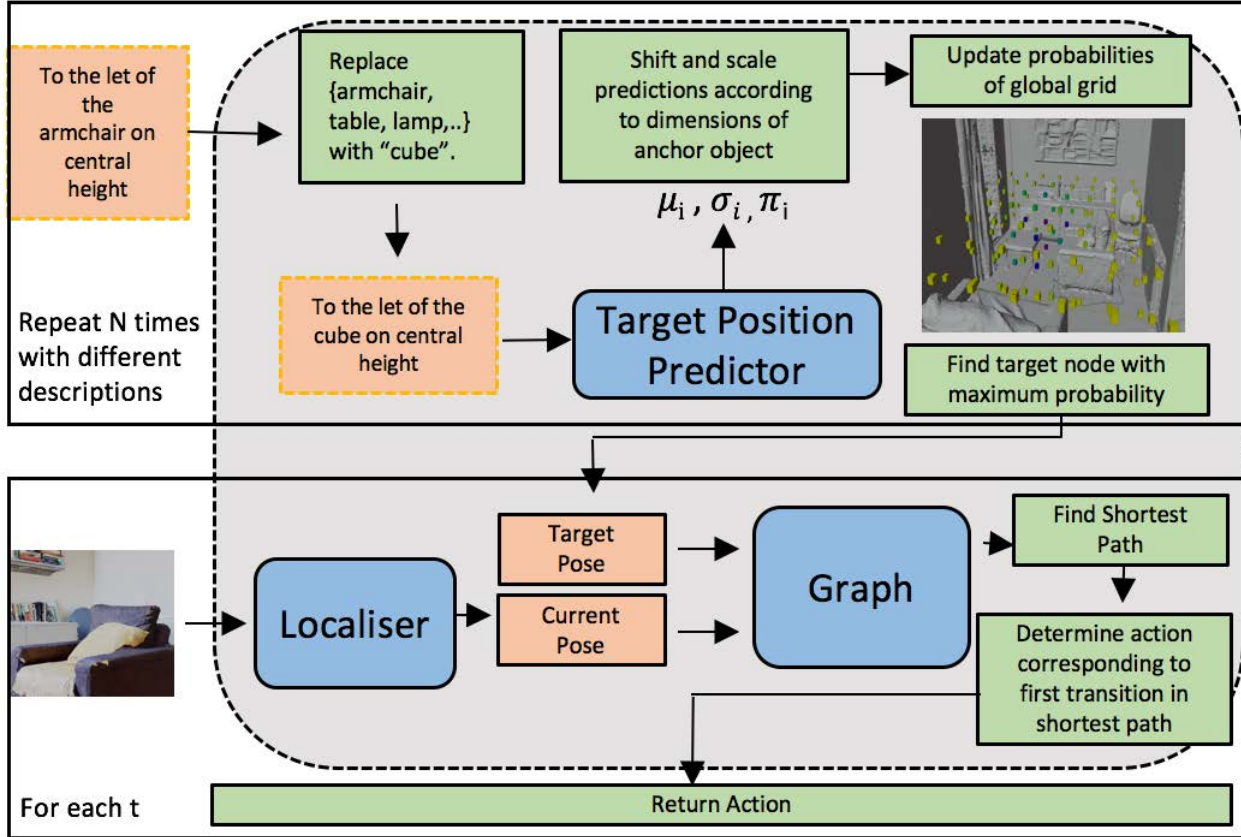 To the let of
the
armchair on
central
height
Replace
{armchair,
table, lamp,..}
with “cube”.
Shift and scale
predictions according
to dimensions of
anchor object
Update probabilities
of global grid
μi , σi, πi
Repeat N times
with different
descriptions
To the let of the
cube on central
height
Target Position
Predictor
Find target node with
maximum probability
Target
Pose
Current
Pose
Localiser
Graph
Find Shortest
Path
Determine action
corresponding to
first transition in
shortest path
For each t
Return Action